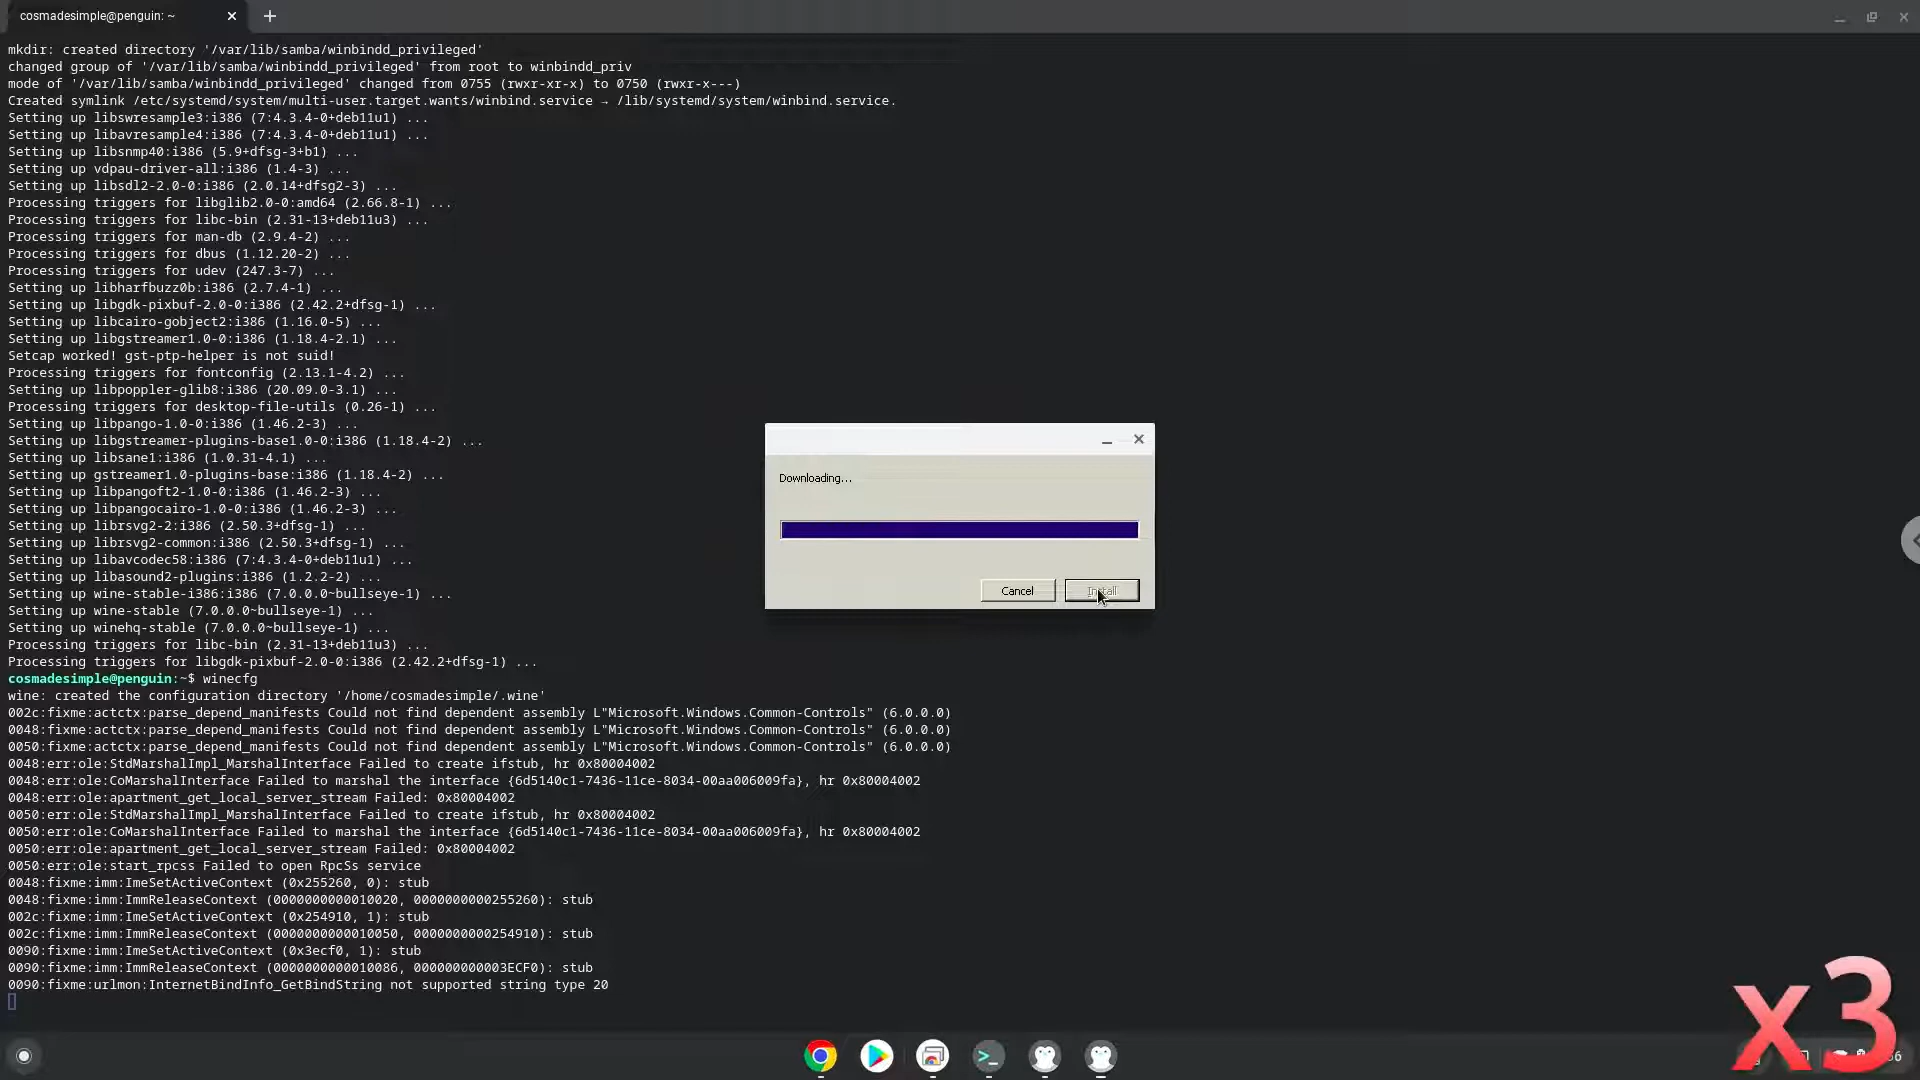 cosmadesimple@penguin: ~
mkdir: created directory '/var/lib/samba/winbindd_privileged'
changed group of '/var/lib/samba/winbindd_privileged' from root to winbindd_priv
mode of '/var/lib/samba/winbindd_privileged' changed from 0755 (rwxr-xr-x) to 0750 (rwxr-x---)
Created symlink /etc/systemd/system/multi-user.target.wants/winbind.service → /lib/systemd/system/winbind.service.
Setting up libswresample3:i386 (7:4.3.4-0+deb11u1) ...
Setting up libavresample4:i386 (7:4.3.4-0+deb11u1) ...
Setting up libsnmp40:i386 (5.9+dfsg-3+b1) ...
Setting up vdpau-driver-all:i386 (1.4-3) ...
Setting up libsdl2-2.0-0:i386 (2.0.14+dfsg2-3) ...
Processing triggers for libglib2.0-0:amd64 (2.66.8-1) ...
Processing triggers for libc-bin (2.31-13+deb11u3) ...
Processing triggers for man-db (2.9.4-2) ...
Processing triggers for dbus (1.12.20-2) ...
Processing triggers for udev (247.3-7) ...
Setting up libharfbuzz0b:i386 (2.7.4-1) ...
Setting up libgdk-pixbuf-2.0-0:i386 (2.42.2+dfsg-1) ...
Setting up libcairo-gobject2:i386 (1.16.0-5) ...
Setting up libgstreamer1.0-0:i386 (1.18.4-2.1) ...
Setcap worked! gst-ptp-helper is not suid!
Processing triggers for fontconfig (2.13.1-4.2) ...
Setting up libpoppler-glib8:i386 (20.09.0-3.1) ...
Processing triggers for desktop-file-utils (0.26-1) ...
Setting up libpango-1.0-0:i386 (1.46.2-3) ...
Setting up libgstreamer-plugins-base1.0-0:i386 (1.18.4-2) ...
Setting up libsane1:i386 (1.0.31-4.1) ...
Setting up gstreamer1.0-plugins-base:i386 (1.18.4-2) ...
Setting up libpangoft2-1.0-0:i386 (1.46.2-3) ...
Setting up libpangocairo-1.0-0:i386 (1.46.2-3) ...
Setting up librsvg2-2:i386 (2.50.3+dfsg-1) ...
Setting up librsvg2-common:i386 (2.50.3+dfsg-1) ...
Setting up libavcodec58:i386 (7:4.3.4-0+deb11u1) ...
Setting up libasound2-plugins:i386 (1.2.2-2) ...
Setting up wine-stable-i386:i386 (7.0.0.0~bullseye-1) ...
Setting up wine-stable (7.0.0.0~bullseye-1) ...
Setting up winehq-stable (7.0.0.0~bullseye-1) ...
Processing triggers for libc-bin (2.31-13+deb11u3) ...
Processing triggers for libgdk-pixbuf-2.0-0:i386 (2.42.2+dfsg-1) ...
cosmadesimple@penguin:~$ winecfg
wine: created the configuration directory '/home/cosmadesimple/.wine'
002c:fixme:actctx:parse_depend_manifests Could not find dependent assembly L"Microsoft.Windows.Common-Controls" (6.0.0.0)
0048:fixme:actctx:parse_depend_manifests Could not find dependent assembly L"Microsoft.Windows.Common-Controls" (6.0.0.0)
0050:fixme:actctx:parse_depend_manifests Could not find dependent assembly L"Microsoft.Windows.Common-Controls" (6.0.0.0)
0048:err:ole:StdMarshalImpl_MarshalInterface Failed to create ifstub, hr 0x80004002
0048:err:ole:CoMarshalInterface Failed to marshal the interface {6d5140c1-7436-11ce-8034-00aa006009fa}, hr 0x80004002
0048:err:ole:apartment_get_local_server_stream Failed: 0x80004002
0050:err:ole:StdMarshalImpl_MarshalInterface Failed to create ifstub, hr 0x80004002
0050:err:ole:CoMarshalInterface Failed to marshal the interface {6d5140c1-7436-11ce-8034-00aa006009fa}, hr 0x80004002
0050:err:ole:apartment_get_local_server_stream Failed: 0x80004002
0050:err:ole:start_rpcss Failed to open RpcSs service
0048:fixme:imm:ImeSetActiveContext (0x255260, 0): stub
0048:fixme:imm:ImmReleaseContext (0000000000010020, 0000000000255260): stub
002c:fixme:imm:ImeSetActiveContext (0x254910, 1): stub
002c:fixme:imm:ImmReleaseContext (0000000000010050, 0000000000254910): stub
0090:fixme:imm:ImeSetActiveContext (0x3ecf0, 1): stub
0090:fixme:imm:ImmReleaseContext (0000000000010086, 000000000003ECF0): stub
0090:fixme:urlmon:InternetBindInfo_GetBindString not supported string type 20
Downloading...
Cancel
x3